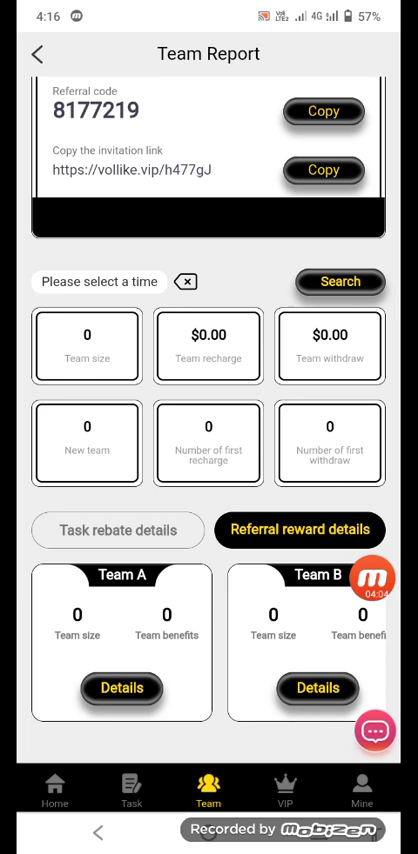 4:16
4G
57%
Team Report
Referral code
8177219
Copy
Copy the invitation link
https://vollike.vip/h477gJ
Copy
Please select a time
Search
0
$0.00
$0.00
Team size
Team recharge
Team withdraw
0
0
0
New team
Number of first
recharge
Number of first
withdraw
Task rebate details
Referral reward details
Team A
Team B
04:04
0
0
0
0
Team size
Team benefits
Team size
Team benefi
Details
Details
Home
Task
Team
VIP
Mine
Recorded by mobizen